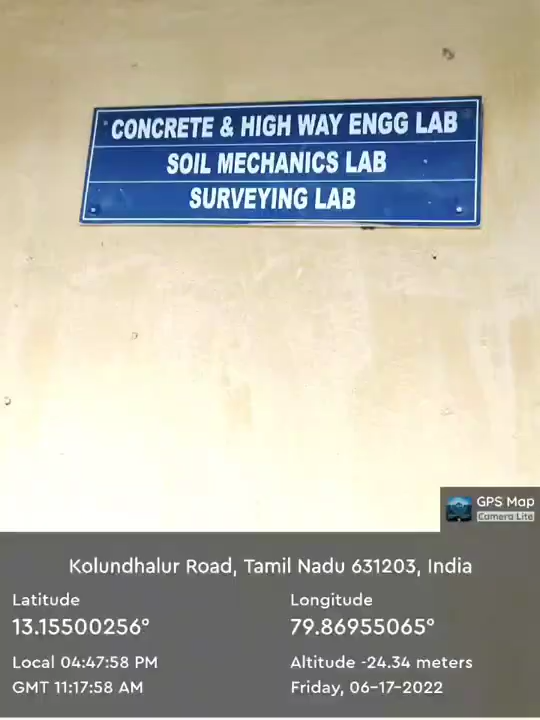 CONCRETE & HIGH WAY ENGG LAB
SOIL MECHANICS LAB
SURVEYING LAB
GPS Map
Camera Lite
Kolundhalur Road, Tamil Nadu 631203, India
Latitude
Longitude
13.15500256°
79.86955065°
Local 04:47:58 PM
Altitude -24.34 meters
GMT 11:17:58 AM
Friday, 06-17-2022